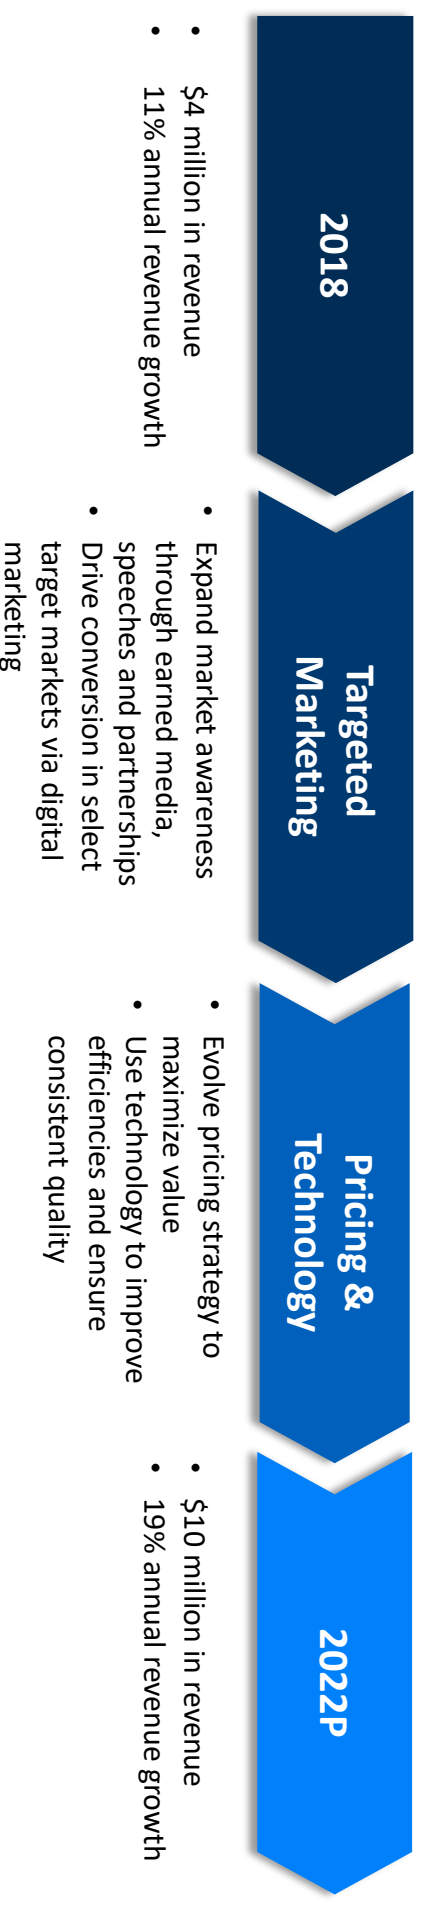 2018
• $4 million in revenue
• 11% annual revenue growth
Targeted
Marketing
• Expand market awareness
through earned media,
speeches and partnerships
• Drive conversion in select
target markets via digital
marketing
Pricing &
Technology
• Evolve pricing strategy to
maximize value
• Use technology to improve
efficiencies and ensure
consistent quality
2022P
• $10 million in revenue
• 19% annual revenue growth